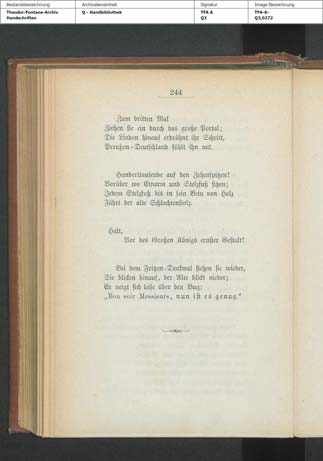 Bestandsbezeichnung Archivalieneinheit Signatur Image Bezeichnung
Theodor-Fontane-Archiv Q - Handbibliothek TFA A TFA-A-
Handschriften Q3 Q3,0272
244
Zum dritten Mal
Ziehen sie ein durch das große Portal;
Die Linden hinauf erdröhnt ihr Schritt,
Preußen-Deutschland fühlt ihn mit.
Hunderttausende auf den Zehenspitzen!
Vorüber wo Einarm und Stelzfuß sitzen;
Jedem Stelzfuß bis in sein Bein von Holz
Fährt der alte Schlachtenstolz.
Halt,
Vor des Großen Königs ernster Gestalt!
Bei dem Fritzen-Denkmal stehen sie wieder,
Sie blicken hinauf, der Alte blickt nieder;
Er neigt sich leise über den Bug:
„Bon soir Messieurs, nun ist es genug.“